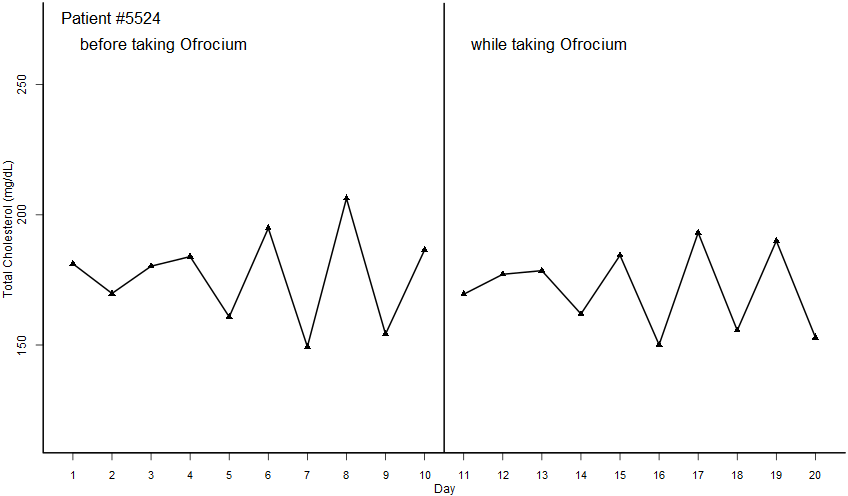 Patient #5524
before taking Ofrocium
while taking Ofrocium
Total Cholesterol (mg/dL)
250
200
150
1 2 3 4 5 6 7 8 9 10 11 12 13 14 15 16 17 18 19 20
Day